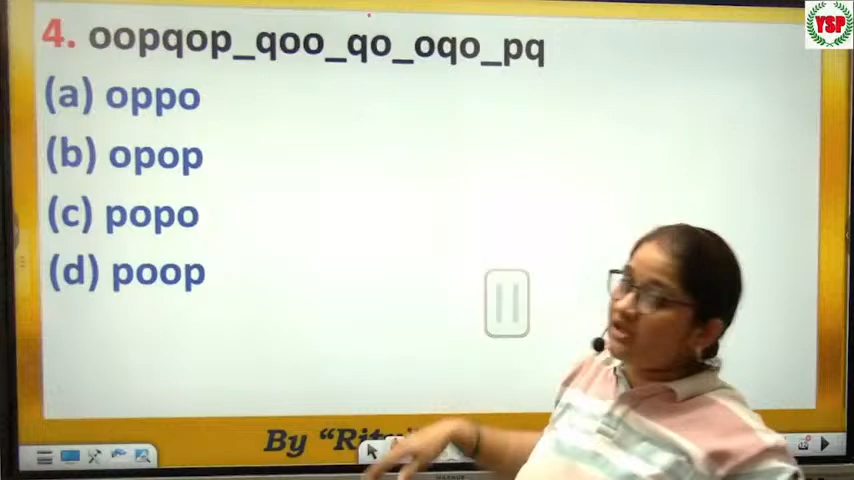 YSP
4. oopqop_qoo_qo_oqo_pq
(a) oppo
(b) opop
(c) popo
(d) poop
By